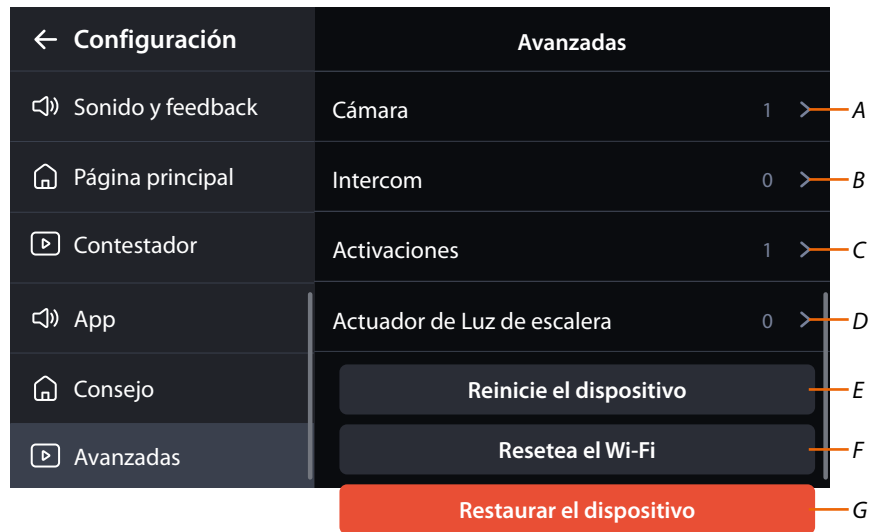 Configuración
Sonido y feedback
Página principal
Contestador
App
Consejo
Avanzadas
Avanzadas
Cámara 1 A
Intercom 0 B
Activaciones 1 C
Actuador de Luz de escalera 0 D
Reinicie el dispositivo E
Resetea el Wi-Fi F
Restaurar el dispositivo G